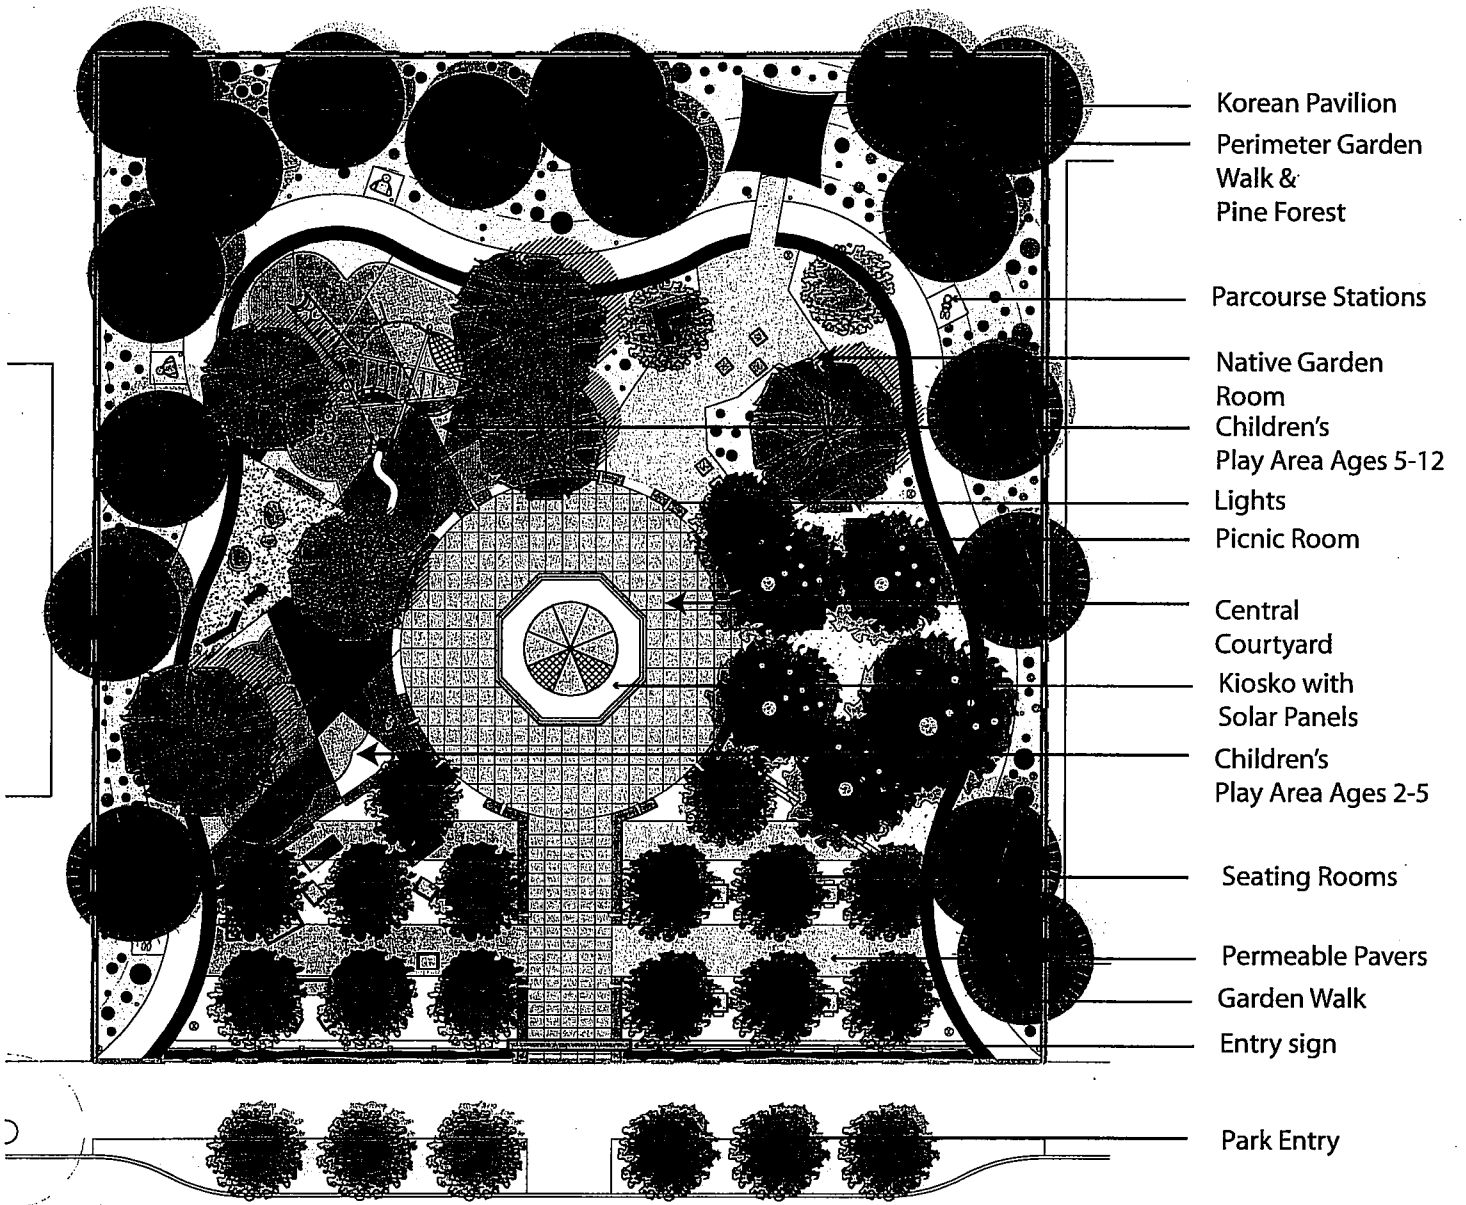 Korean Pavilion
Perimeter Garden
Walk &
Pine Forest
Parcourse Stations
Native Garden
Room
Children's
Play Area Ages 5-12
Lights
Picnic Room
Central
Courtyard
Kiosko with
Solar Panels
Children's
Play Area Ages 2-5
Seating Rooms
Permeable Pavers
Garden Walk
Entry sign
Park Entry